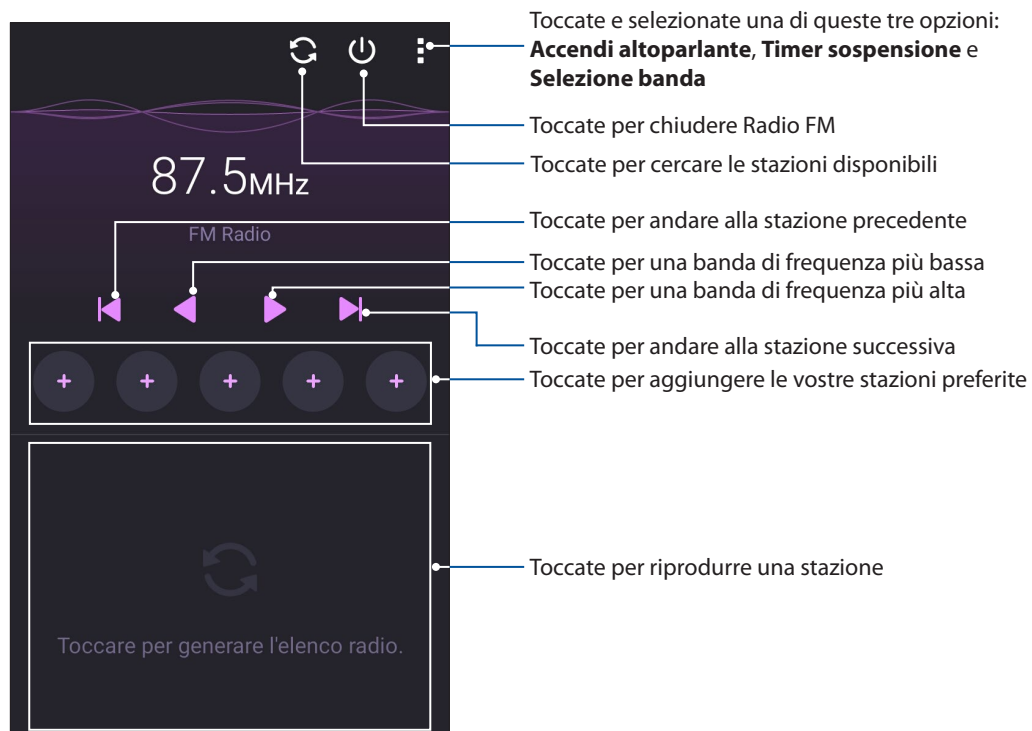 Toccate e selezionate una di queste tre opzioni:
Accendi altoparlante, Timer sospensione e
Selezione banda
Toccate per chiudere Radio FM
Toccate per cercare le stazioni disponibili
87.5MHz
FM Radio
Toccate per andare alla stazione precedente
Toccate per una banda di frequenza più bassa
Toccate per una banda di frequenza più alta
Toccate per andare alla stazione successiva
Toccate per aggiungere le vostre stazioni preferite
Toccate per riprodurre una stazione
Toccare per generare l'elenco radio.